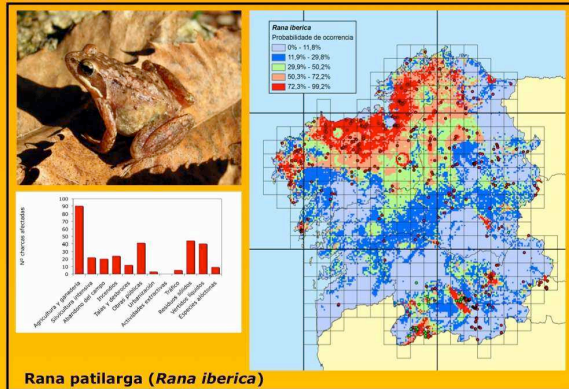 Rana iberica
Probabilidade de ocorrencia
0% - 11,8%
11,9% - 29,8%
29,9% - 50,2%
50,3% - 72,2%
72,3% - 99,2%
Nº charcas afectadas
100
90
80
70
60
50
40
30
20
10
0
Agricultura y ganadería
Silvicultura intensiva
Abandono del campo
Incendios
Talas y desbroces
Obras públicas
Urbanización
Actividades extractivas
Tráfico
Residuos sólidos
Vertidos líquidos
Especies alóctonas
Rana patilarga (Rana iberica)